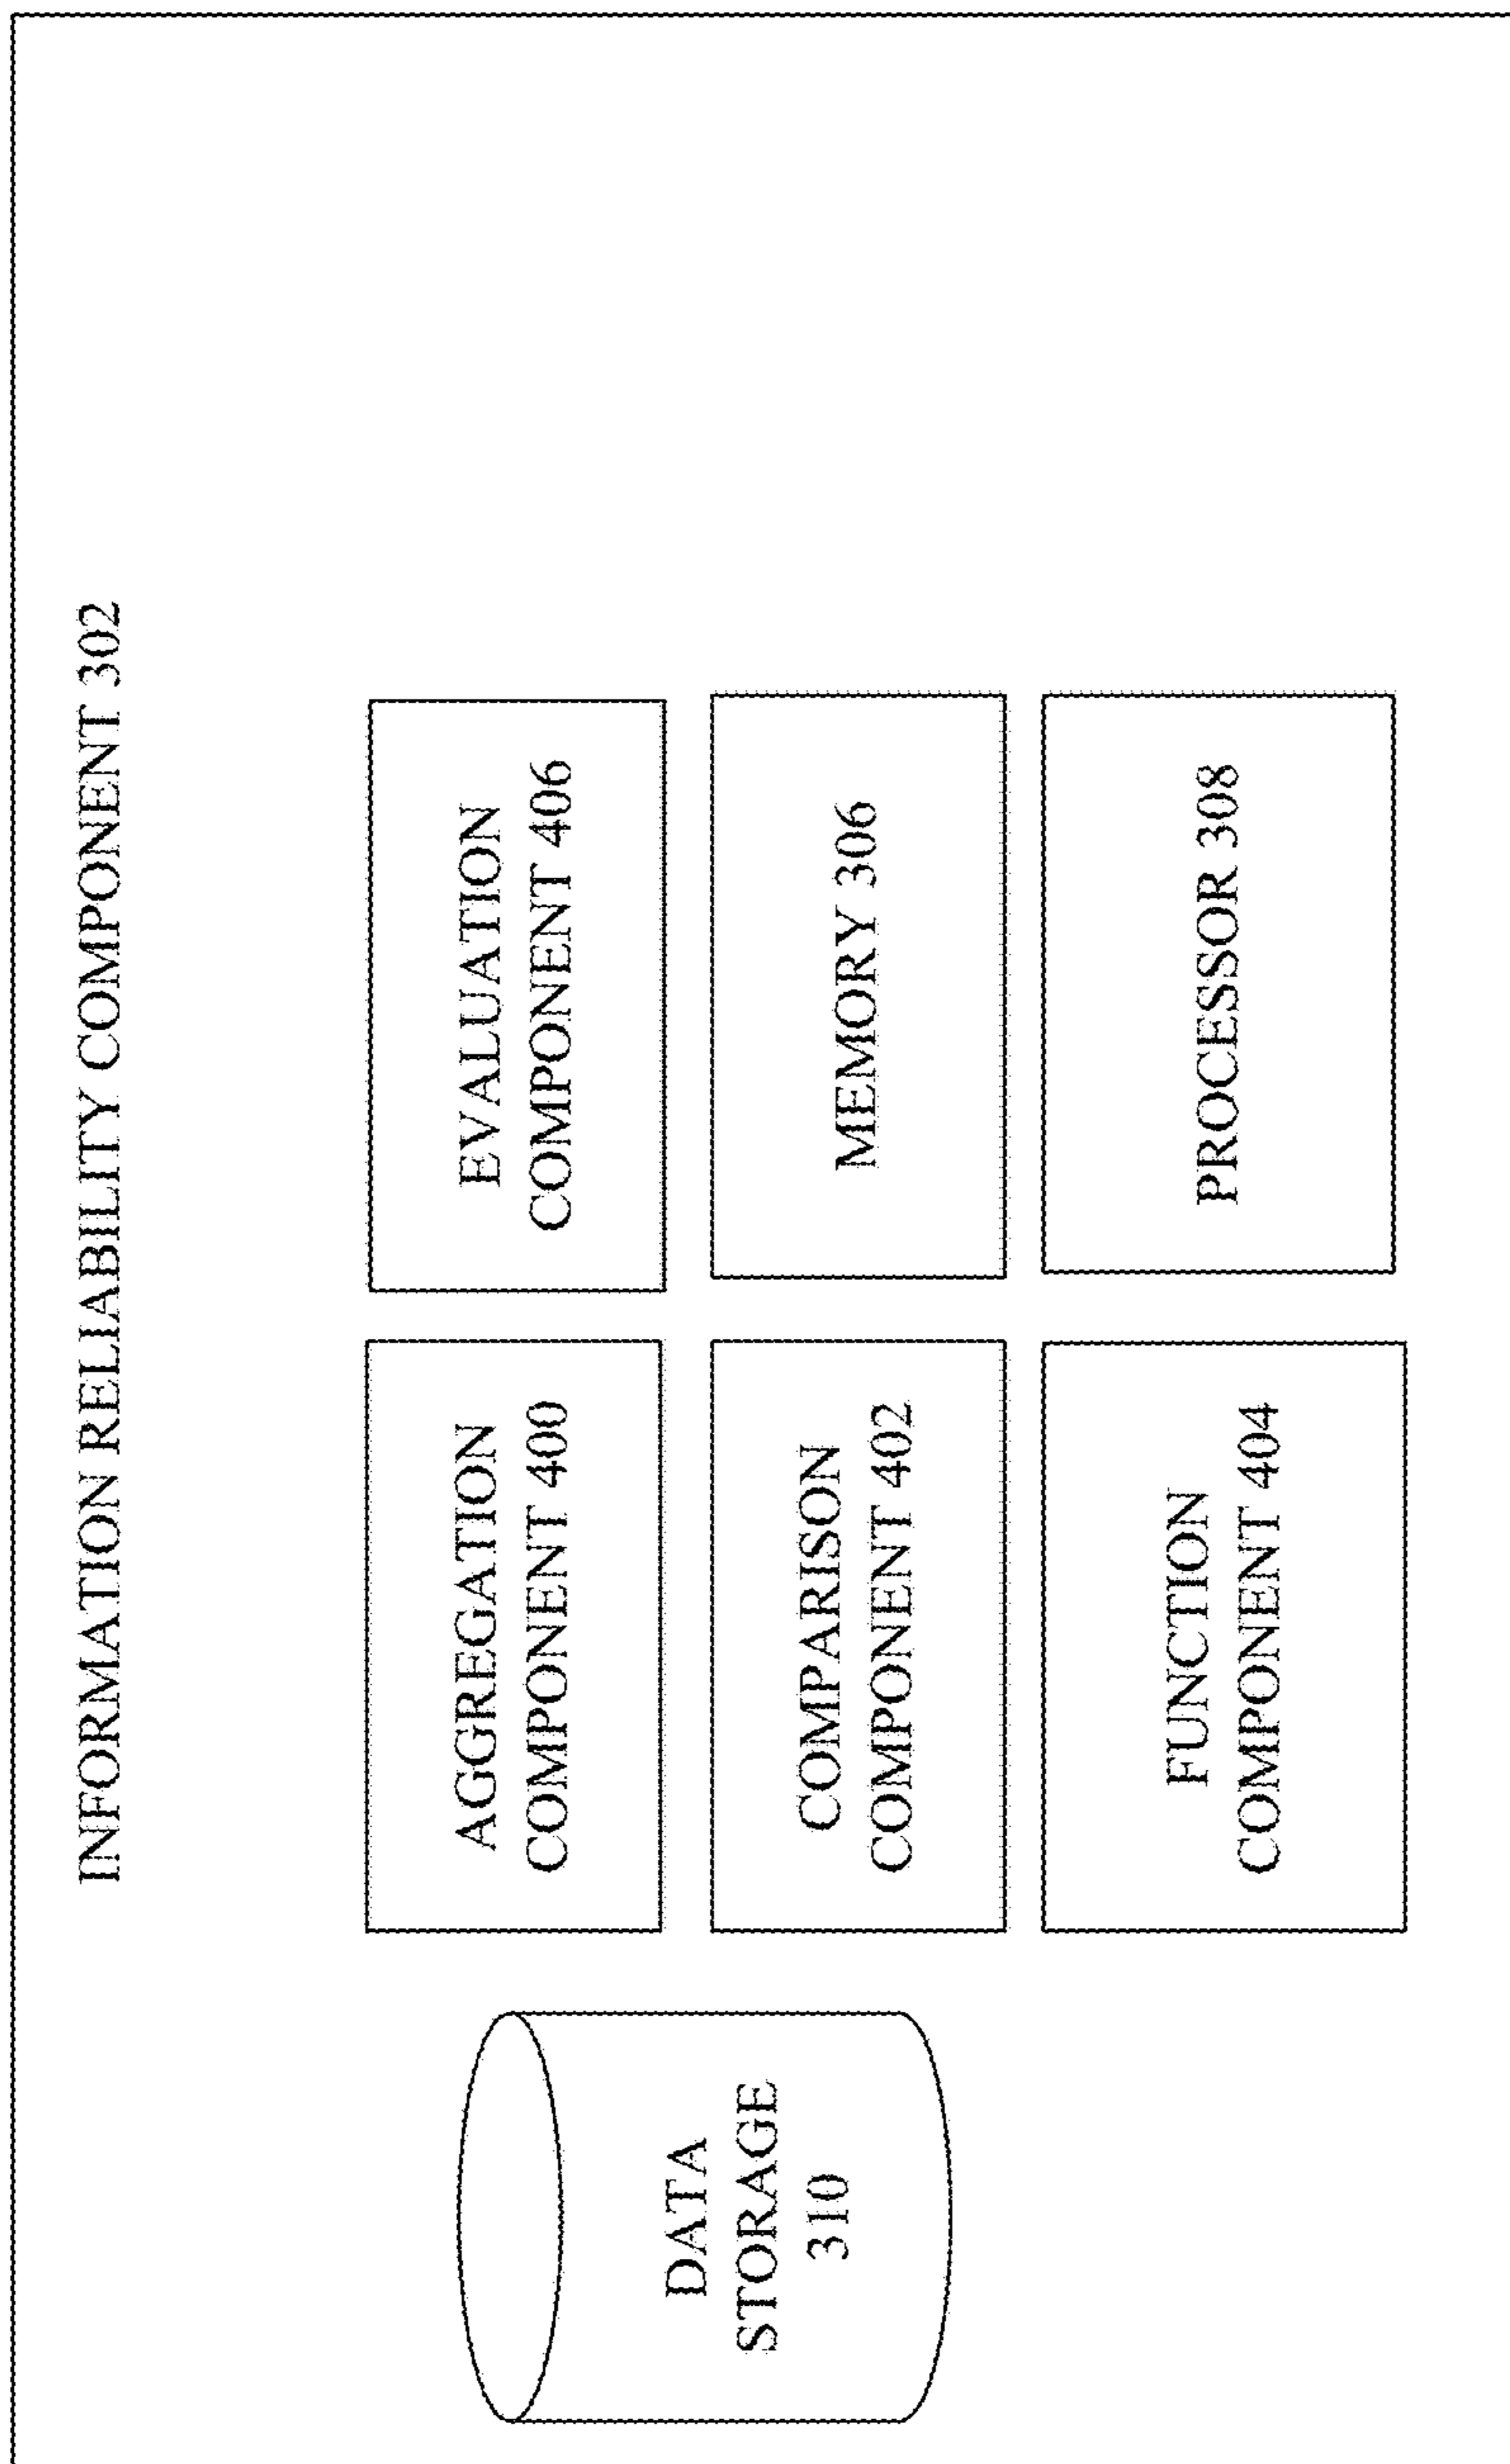 INFORMATION RELIABILITY COMPONENT 302
DATA
STORAGE
310
AGGREGATION
COMPONENT 400
EVALUATION
COMPONENT 406
COMPARISON
COMPONENT 402
MEMORY 306
FUNCTION
COMPONENT 404
PROCESSOR 308